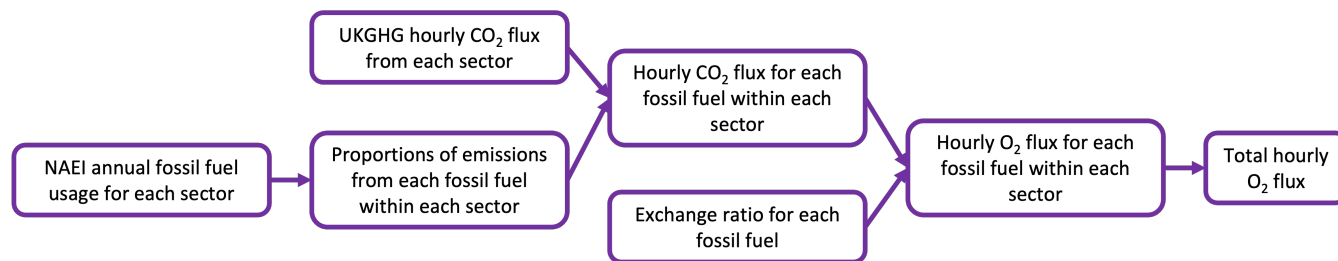 UKGHG hourly CO₂ flux
from each sector
Hourly CO₂ flux for each
fossil fuel within each
sector
NAEI annual fossil fuel
usage for each sector
Proportions of emissions
from each fossil fuel
within each sector
Exchange ratio for each
fossil fuel
Hourly O₂ flux for each
fossil fuel within each
sector
Total hourly
O₂ flux